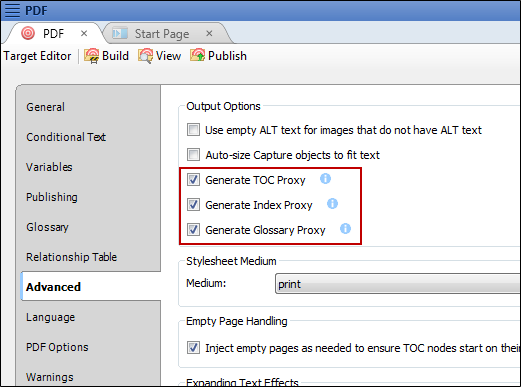 PDF
PDF
Start Page
Target Editor Build View Publish
General
Conditional Text
Variables
Publishing
Glossary
Relationship Table
Advanced
Language
PDF Options
Warnings
Output Options
Use empty ALT text for images that do not have ALT text
Auto-size Capture objects to fit text
Generate TOC Proxy
Generate Index Proxy
Generate Glossary Proxy
Stylesheet Medium
Medium: print
Empty Page Handling
Inject empty pages as needed to ensure TOC nodes start on their
Expanding Text Effects